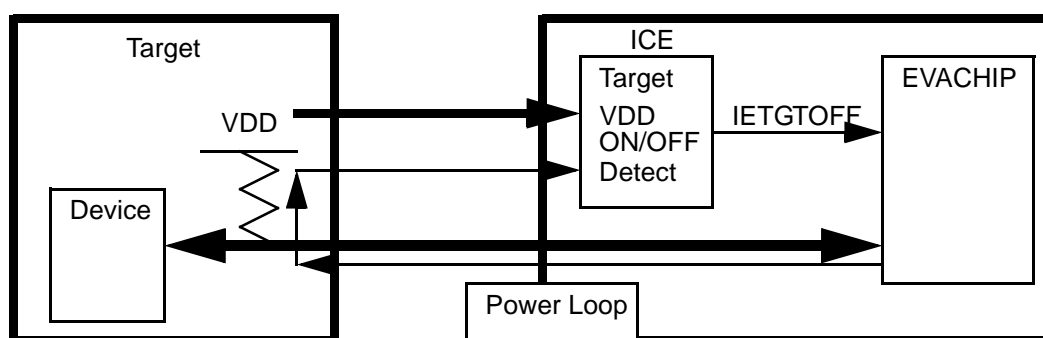 Target
VDD
Device
ICE
Target
VDD
ON/OFF
Detect
IETGTOFF
EVACHIP
Power Loop